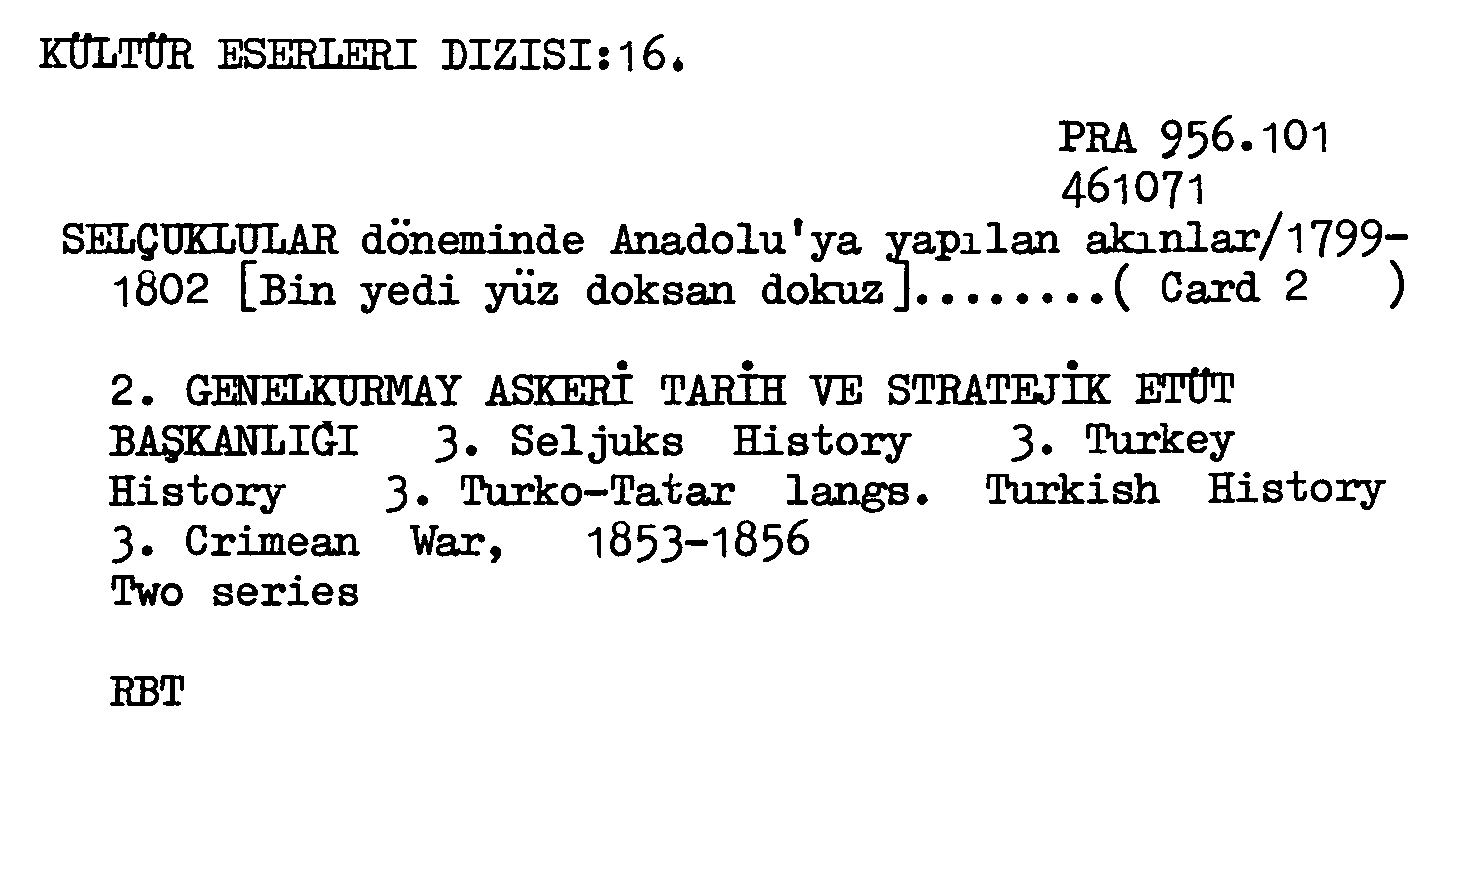 KÜLTÜR ESERLERI DIZISI:16.
PRA 956.101
461071
SELÇUKLULAR döneminde Anadolu'ya yapılan akınlar/1799-
1802 [Bin yedi yüz doksan dokuz]........( Card 2 )
2. GENELKURMAY ASKERİ TARİH VE STRATEJİK ETÜT
BAŞKANLIĞI 3. Seljuks History 3. Turkey
History 3. Turko-Tatar langs. Turkish History
3. Crimean War, 1853-1856
Two series
RBT